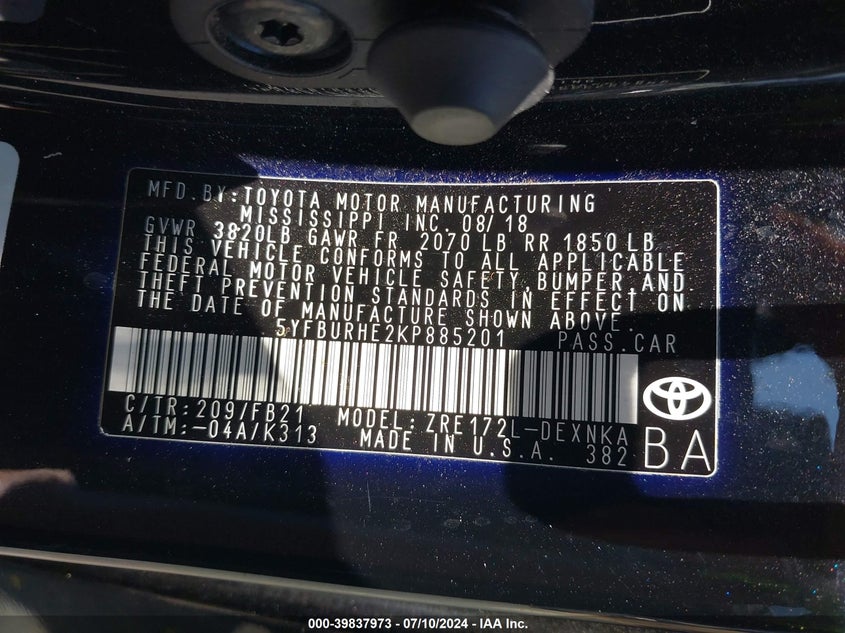 MFD.BY:TOYOTA MOTOR MANUFACTURING
MISSISSIPPI INC. 08/18
GVWR 3820LB GAWR FR 2070 LB RR 1850 LB
THIS VEHICLE CONFORMS TO ALL APPLICABLE
FEDERAL MOTOR VEHICLE SAFETY,BUMPER,AND
THEFT PREVENTION STANDARDS IN EFFECT ON
THE DATE OF MANUFACTURE SHOWN ABOVE.
5YFBURHE2KP885201 PASS.CAR
C/TR:209/FB21 MODEL:ZRE172L-DEXNKA
A/TM:-04A/K313 MADE IN U.S.A. 382
BA
000-39837973 - 07/10/2024 - IAA Inc.